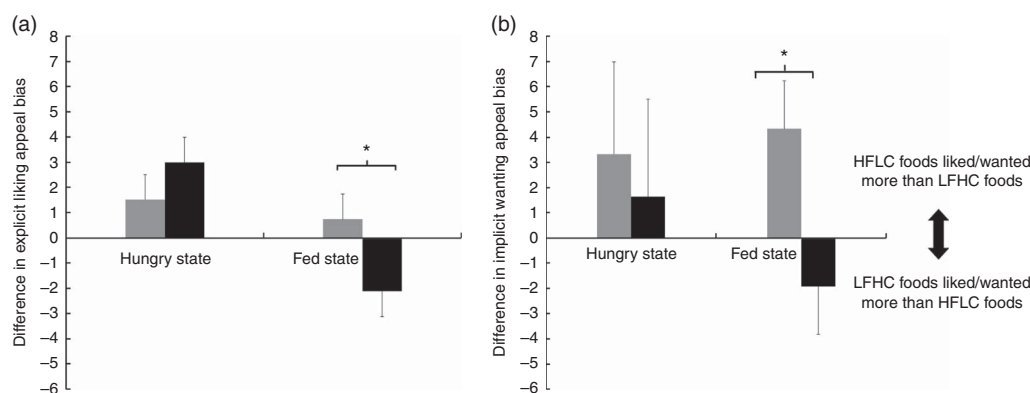 (a)
Difference in explicit liking appeal bias
8
7
6
5
4
3
2
1
0
–1
–2
–3
–4
–5
–6
Hungry state
Fed state
*
(b)
Difference in implicit wanting appeal bias
8
7
6
5
4
3
2
1
0
–1
–2
–3
–4
–5
–6
Hungry state
Fed state
*
HFLC foods liked/wanted
more than LFHC foods
LFHC foods liked/wanted
more than HFLC foods